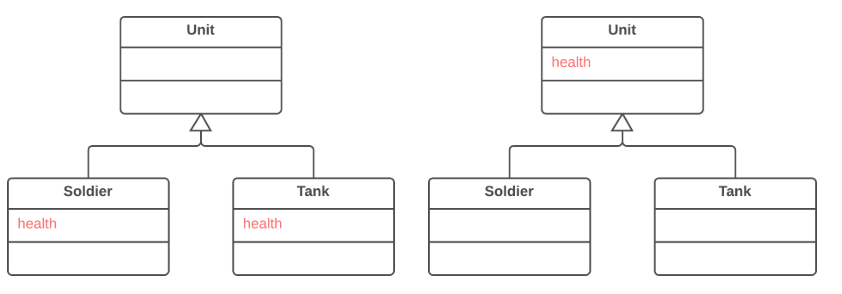 Unit
Soldier
health
Tank
health
Unit
health
Soldier
Tank